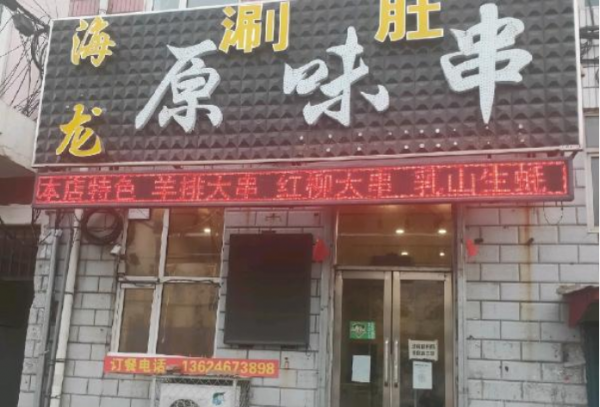 海龙
涮肚
原味串
本店特色 羊排大串 红柳大串 乳山生蚝
订餐电话 13624673898